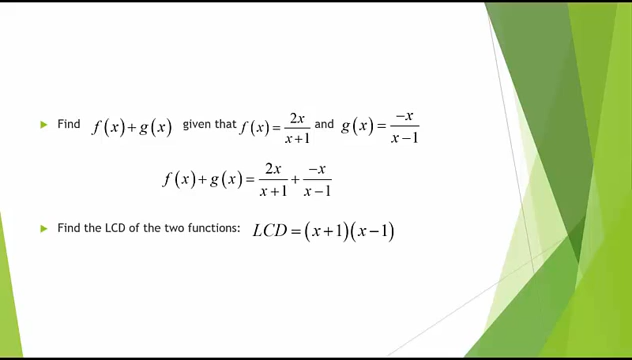 Find f(x)+g(x) given that f(x)=2x/(x+1) and g(x)=-x/(x-1)
f(x)+g(x)=2x/(x+1)+-x/(x-1)
Find the LCD of the two functions: LCD=(x+1)(x-1)